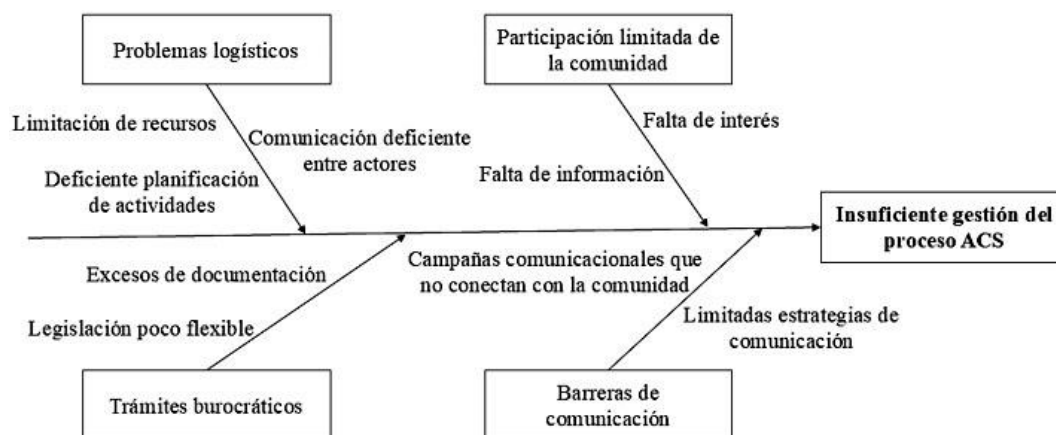 Problemas logísticos
Participación limitada de
la comunidad
Limitación de recursos
Comunicación deficiente
entre actores
Falta de interés
Deficiente planificación
de actividades
Falta de información
Insuficiente gestión del
proceso ACS
Excesos de documentación
Campañas comunicacionales que
no conectan con la comunidad
Legislación poco flexible
Limitadas estrategias de
comunicación
Trámites burocráticos
Barreras de
comunicación